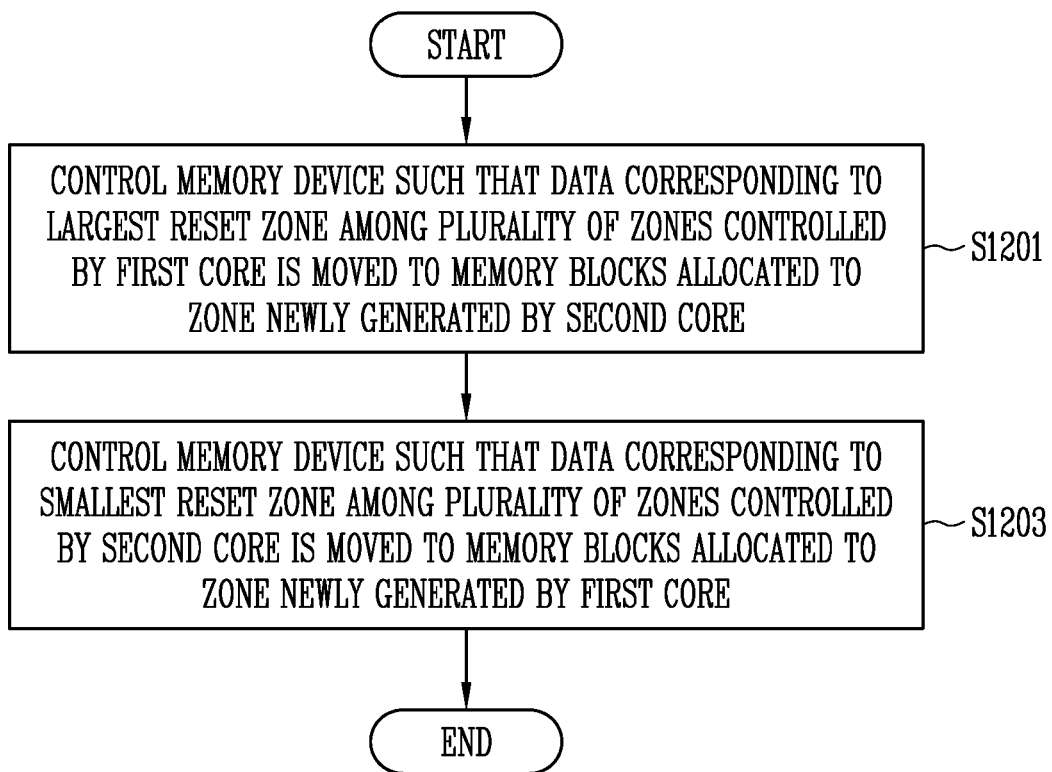 START
CONTROL MEMORY DEVICE SUCH THAT DATA CORRESPONDING TO
LARGEST RESET ZONE AMONG PLURALITY OF ZONES CONTROLLED
BY FIRST CORE IS MOVED TO MEMORY BLOCKS ALLOCATED TO
ZONE NEWLY GENERATED BY SECOND CORE
S1201
CONTROL MEMORY DEVICE SUCH THAT DATA CORRESPONDING TO
SMALLEST RESET ZONE AMONG PLURALITY OF ZONES CONTROLLED
BY SECOND CORE IS MOVED TO MEMORY BLOCKS ALLOCATED TO
ZONE NEWLY GENERATED BY FIRST CORE
S1203
END